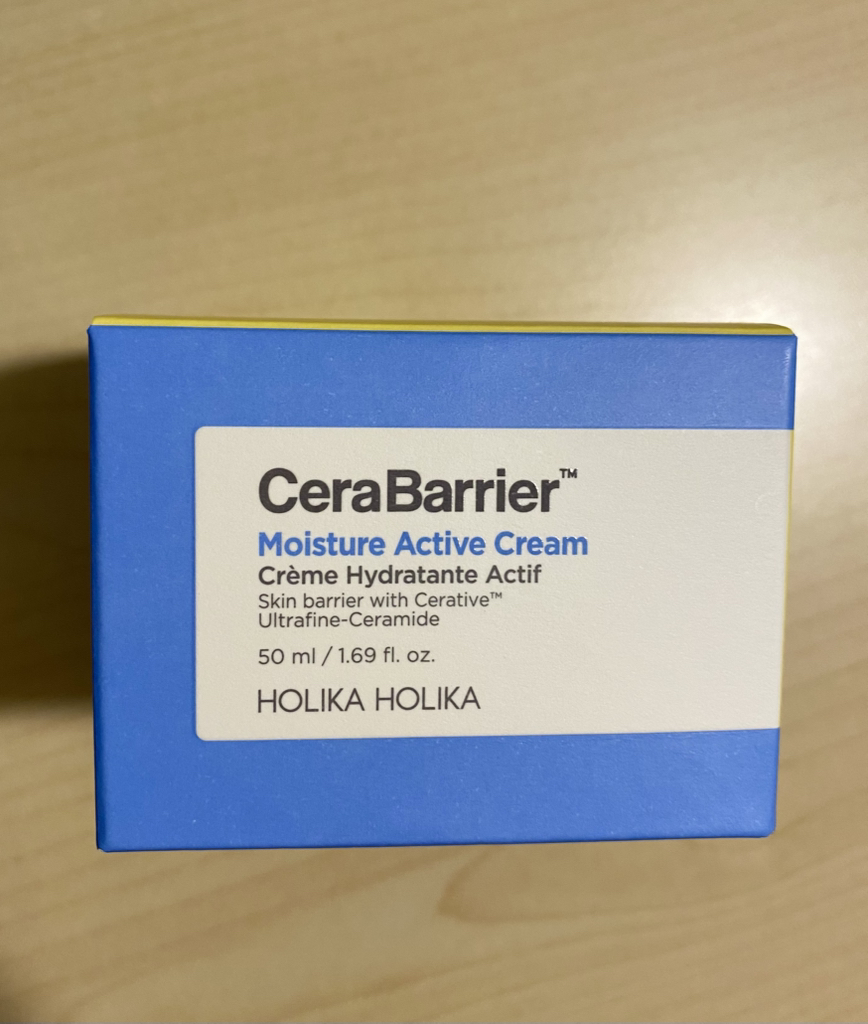 CeraBarrier™
Moisture Active Cream
Crème Hydratante Actif
Skin barrier with Cerative™
Ultrafine-Ceramide
50 ml / 1.69 fl. oz.
HOLIKA HOLIKA